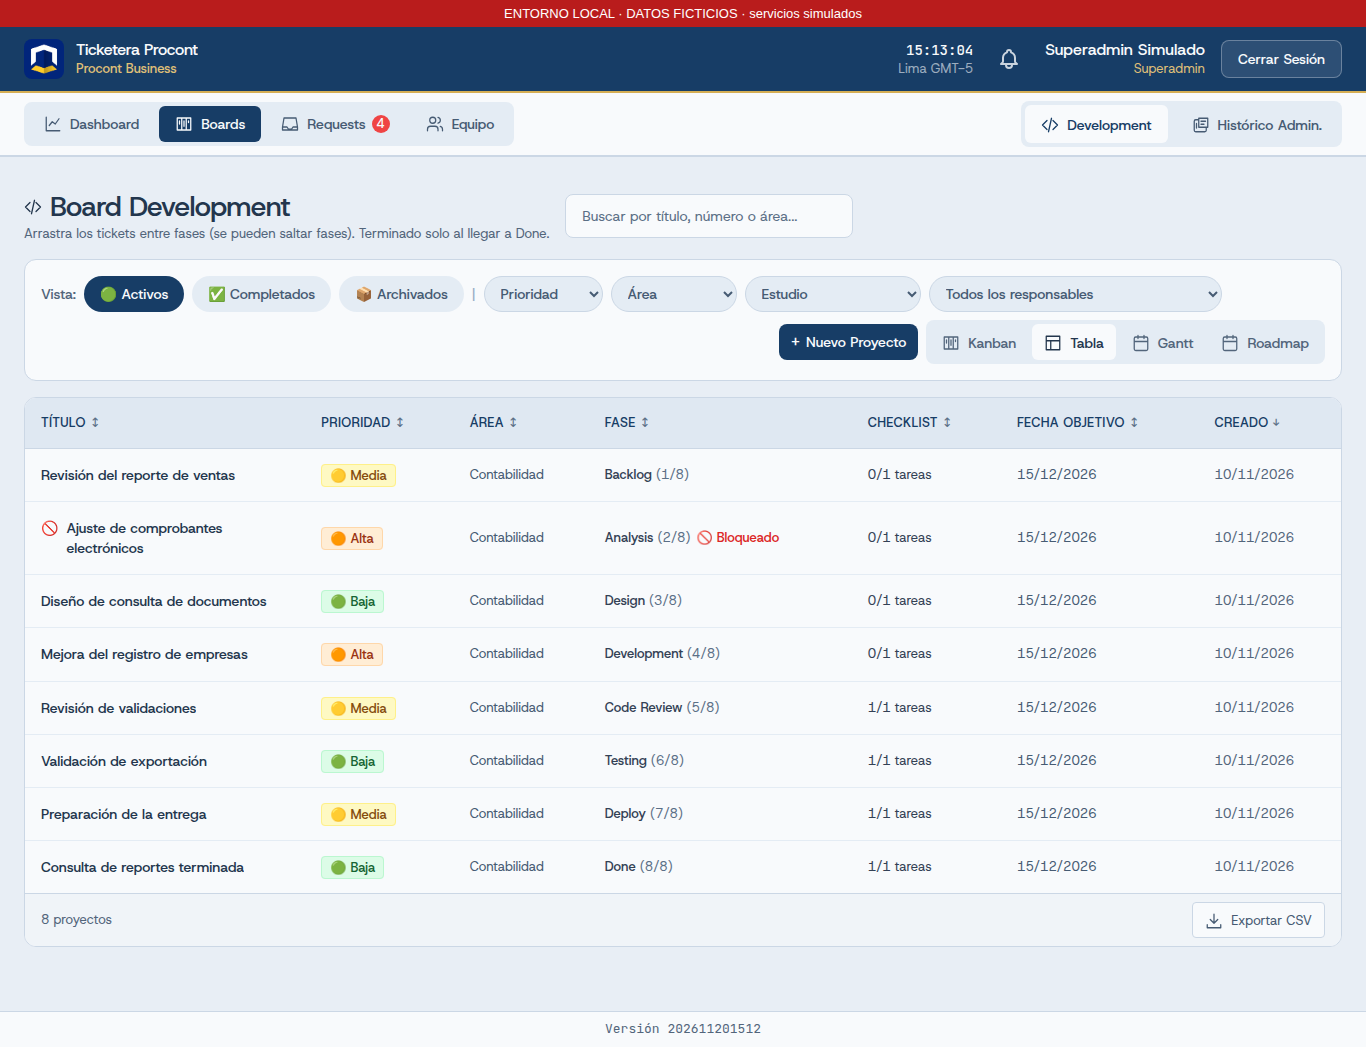 ENTORNO LOCAL · DATOS FICTICIOS · servicios simulados
Ticketera Procont
Procont Business
15:13:04
Lima GMT-5
Superadmin Simulado
Superadmin
Cerrar Sesión
Dashboard
Boards
Requests 4
Equipo
Development
Histórico Admin.
Board Development
Arrastra los tickets entre fases (se pueden saltar fases). Terminado solo al llegar a Done.
Buscar por título, número o área...
Vista: Activos Completados Archivados | Prioridad Área Estudio Todos los responsables
+ Nuevo Proyecto Kanban Tabla Gantt Roadmap
TÍTULO ↕ PRIORIDAD ↕ ÁREA ↕ FASE ↕ CHECKLIST ↕ FECHA OBJETIVO ↕ CREADO ↓
Revisión del reporte de ventas Media Contabilidad Backlog (1/8) 0/1 tareas 15/12/2026 10/11/2026
Ajuste de comprobantes
electrónicos Alta Contabilidad Analysis (2/8) Bloqueado 0/1 tareas 15/12/2026 10/11/2026
Diseño de consulta de documentos Baja Contabilidad Design (3/8) 0/1 tareas 15/12/2026 10/11/2026
Mejora del registro de empresas Alta Contabilidad Development (4/8) 0/1 tareas 15/12/2026 10/11/2026
Revisión de validaciones Media Contabilidad Code Review (5/8) 1/1 tareas 15/12/2026 10/11/2026
Validación de exportación Baja Contabilidad Testing (6/8) 1/1 tareas 15/12/2026 10/11/2026
Preparación de la entrega Media Contabilidad Deploy (7/8) 1/1 tareas 15/12/2026 10/11/2026
Consulta de reportes terminada Baja Contabilidad Done (8/8) 1/1 tareas 15/12/2026 10/11/2026
8 proyectos
Exportar CSV
Versión 202611201512